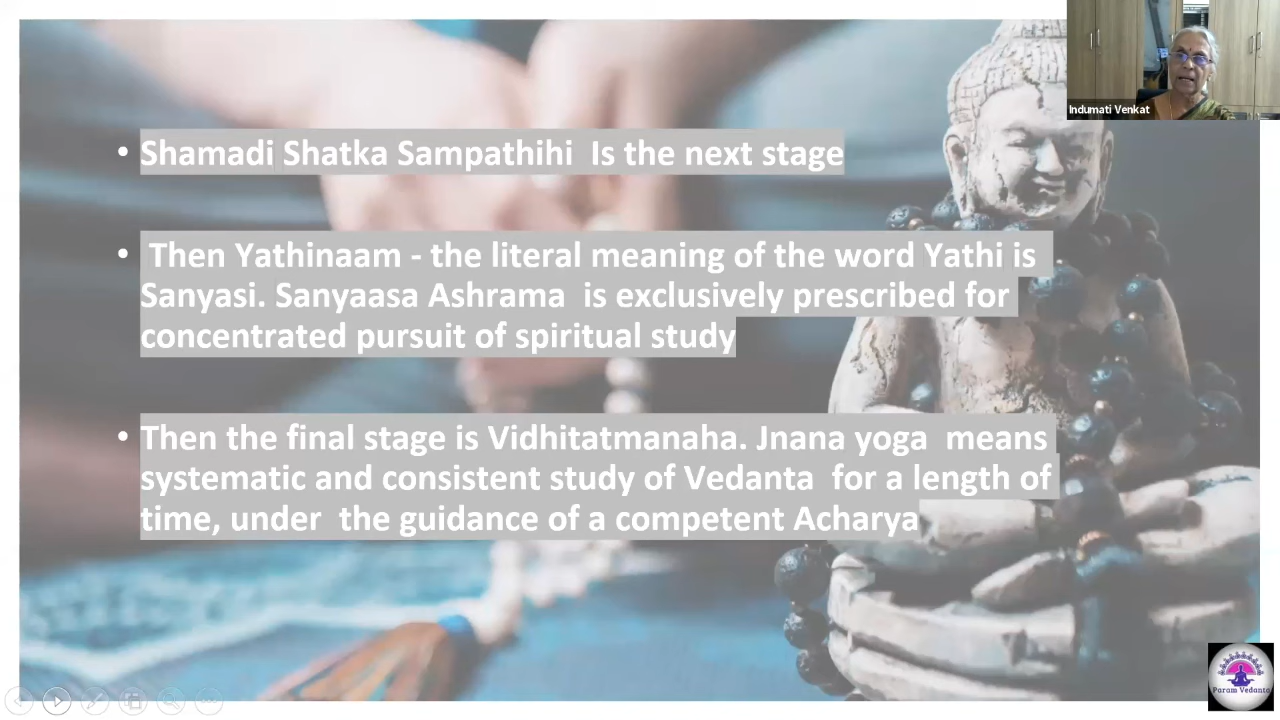 Indumati Venkat
• Shamadi Shatka Sampathihi Is the next stage
• Then Yathinaam - the literal meaning of the word Yathi is
Sanyasi. Sanyaasa Ashrama is exclusively prescribed for
concentrated pursuit of spiritual study
• Then the final stage is Vidhitatmanaha. Jnana yoga means
systematic and consistent study of Vedanta for a length of
time, under the guidance of a competent Acharya
Param Vedanta